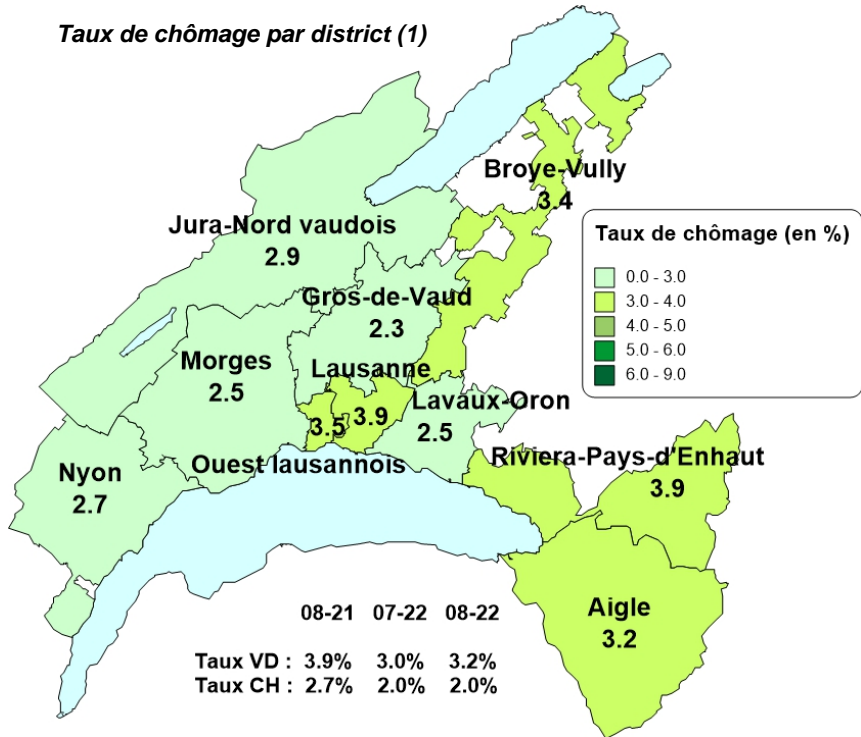 Taux de chômage par district (1)
Broye-Vully
3.4
Jura-Nord vaudois
2.9
Taux de chômage (en %)
0.0 - 3.0
3.0 - 4.0
4.0 - 5.0
5.0 - 6.0
6.0 - 9.0
Gros-de-Vaud
2.3
Morges
2.5
Lausanne
3.9
3.5
Lavaux-Oron
2.5
Ouest lausannois
Riviera-Pays-d'Enhaut
3.9
Nyon
2.7
Aigle
3.2
08-21 07-22 08-22
Taux VD : 3.9% 3.0% 3.2%
Taux CH : 2.7% 2.0% 2.0%